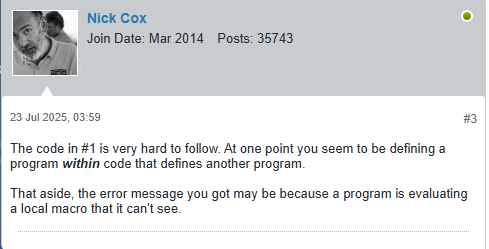 Nick Cox
Join Date: Mar 2014 Posts: 35743
23 Jul 2025, 03:59
#3
The code in #1 is very hard to follow. At one point you seem to be defining a
program within code that defines another program.
That aside, the error message you got may be because a program is evaluating
a local macro that it can't see.